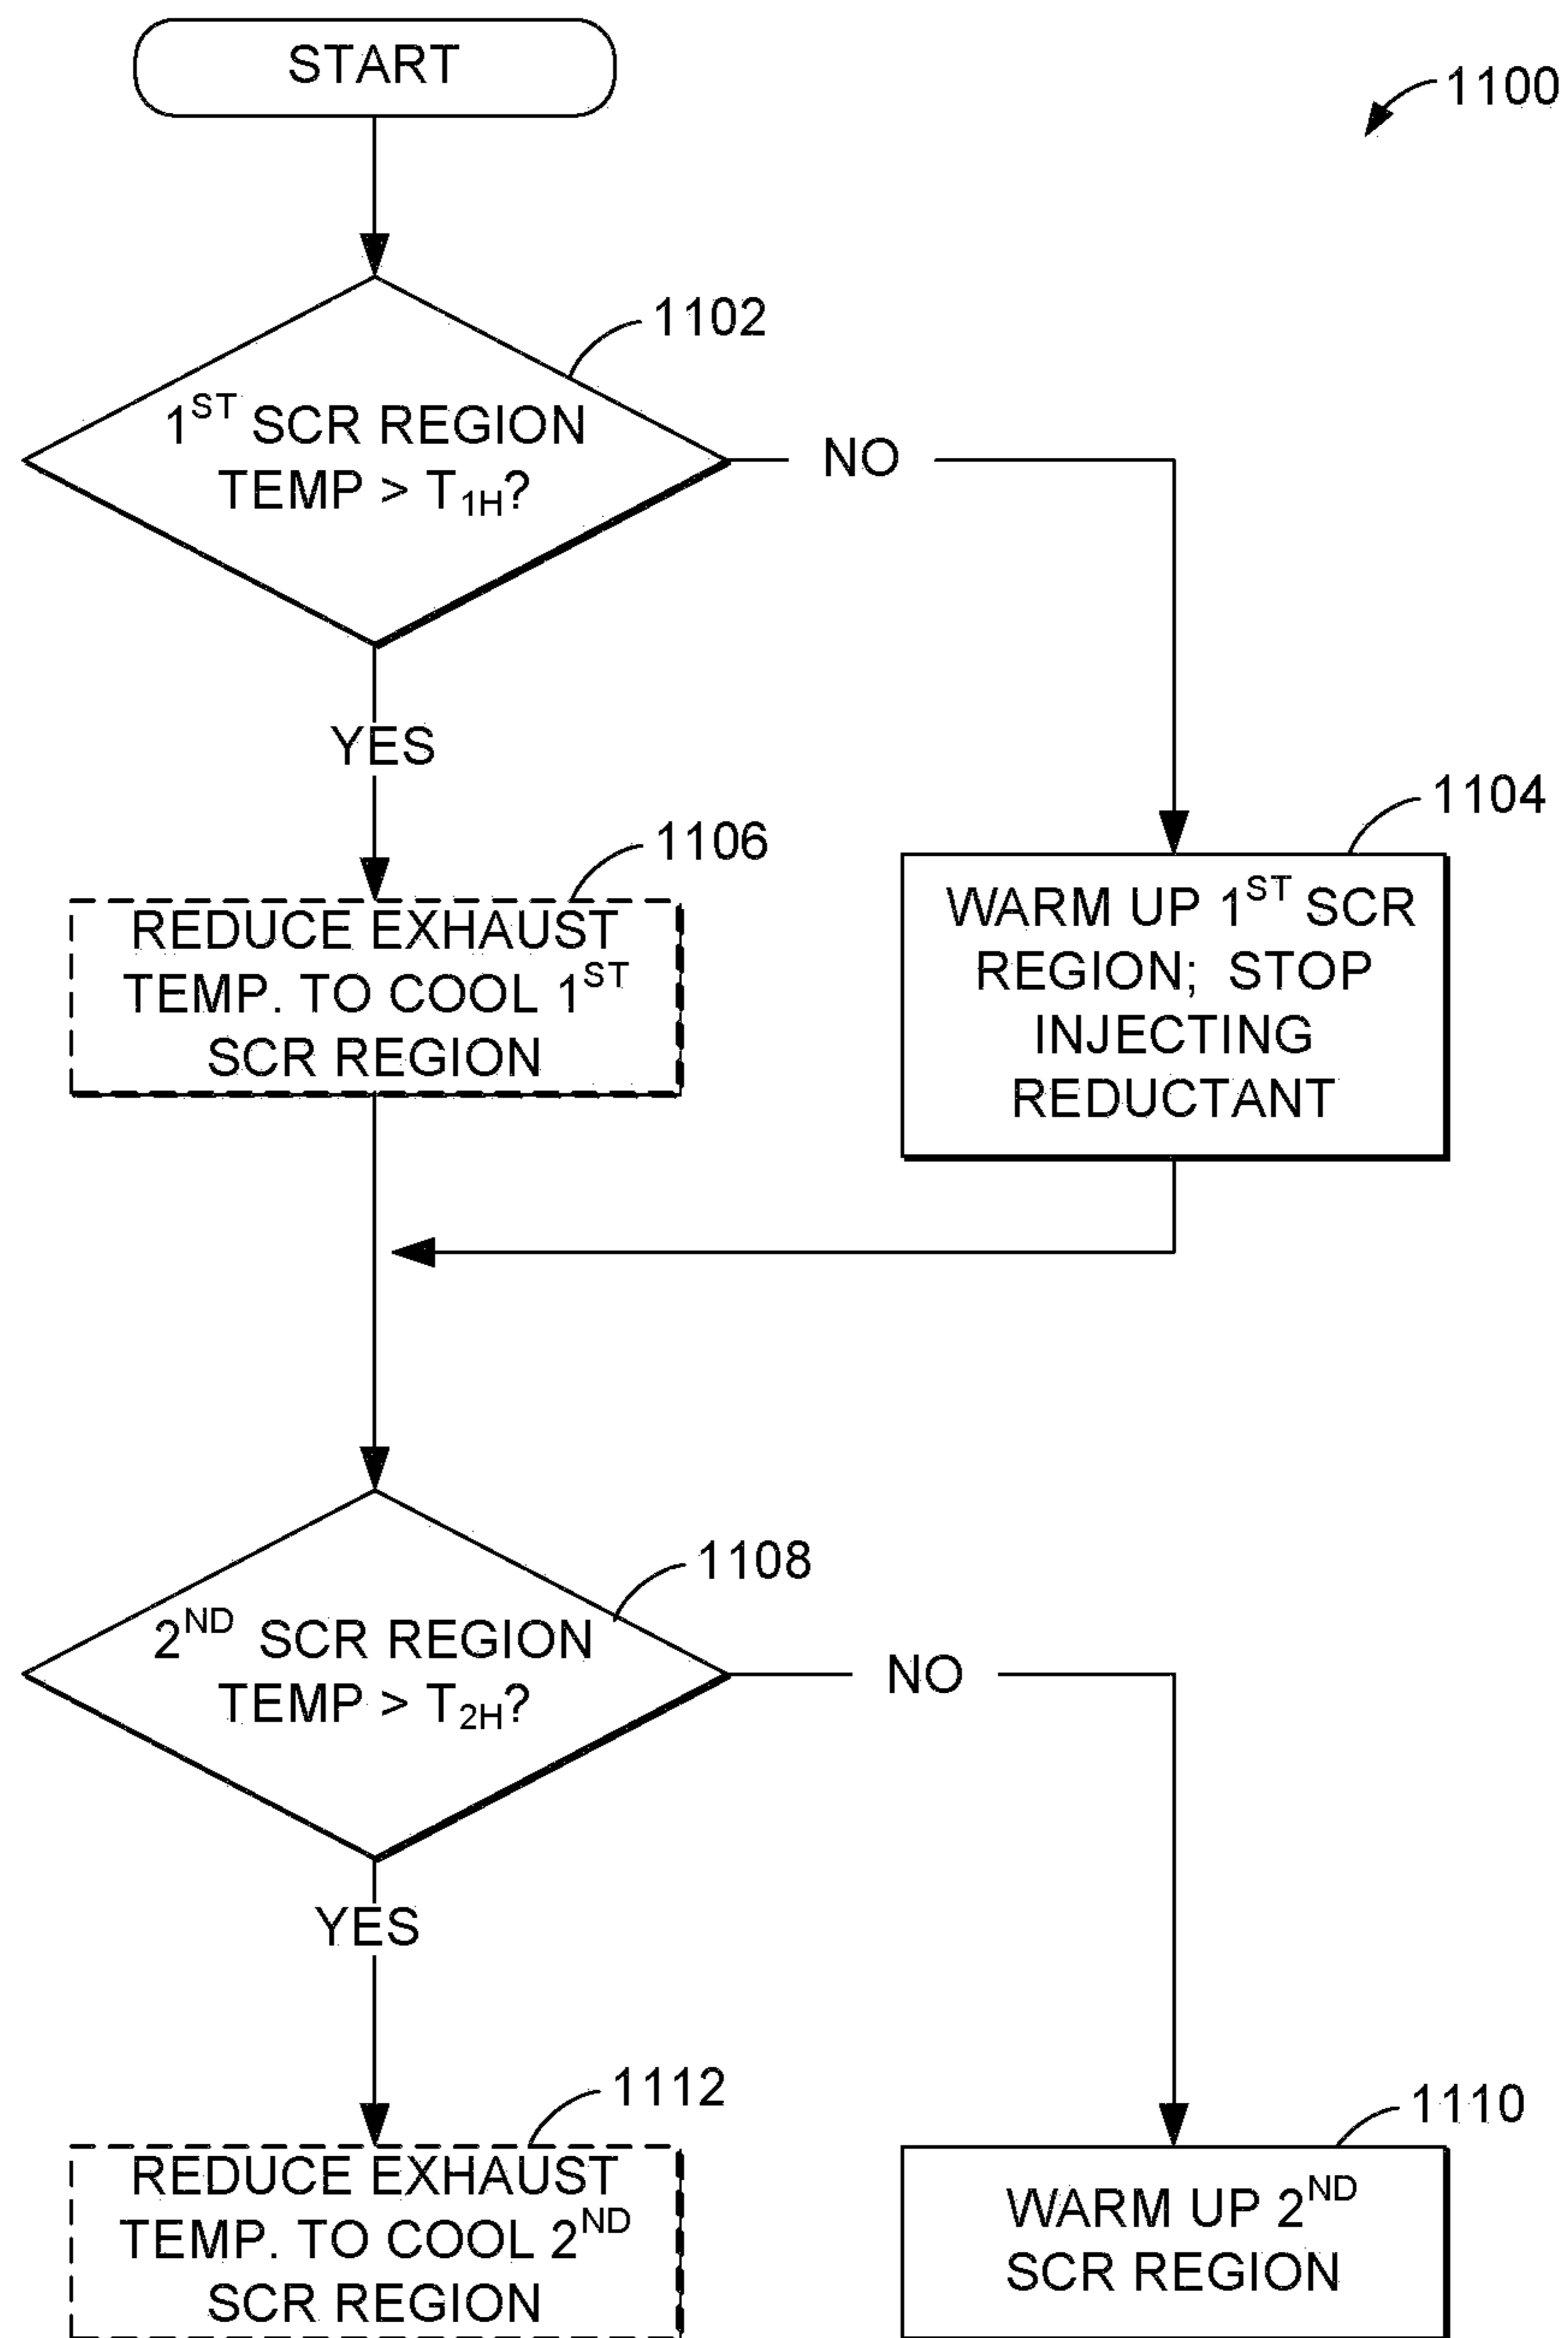 START
1100
1102
1ST SCR REGION
TEMP > T1H?
NO
YES
1106
REDUCE EXHAUST
TEMP. TO COOL 1ST
SCR REGION
1104
WARM UP 1ST SCR
REGION; STOP
INJECTING
REDUCTANT
1108
2ND SCR REGION
TEMP > T2H?
NO
YES
1112
REDUCE EXHAUST
TEMP. TO COOL 2ND
SCR REGION
1110
WARM UP 2ND
SCR REGION